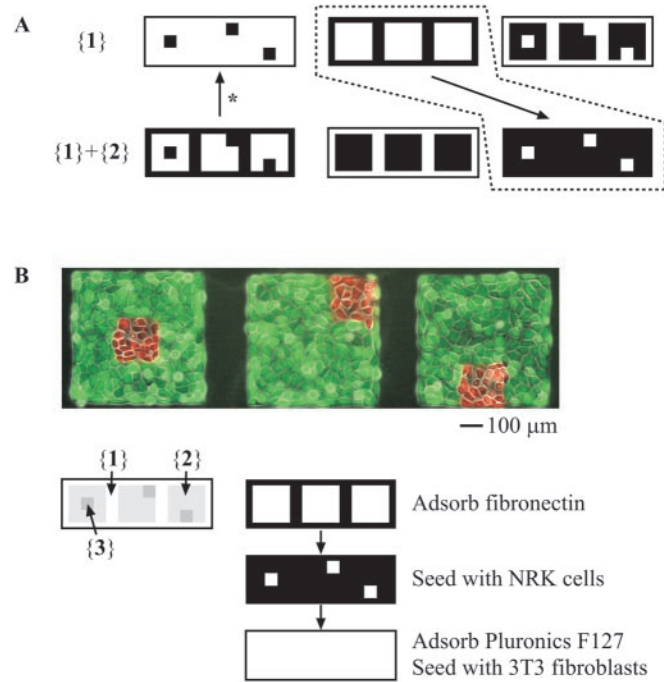 A
{1}
*
{1}+{2}
B
100 μm
{1}
{2}
{3}
Adsorb fibronectin
Seed with NRK cells
Adsorb Pluronics F127
Seed with 3T3 fibroblasts